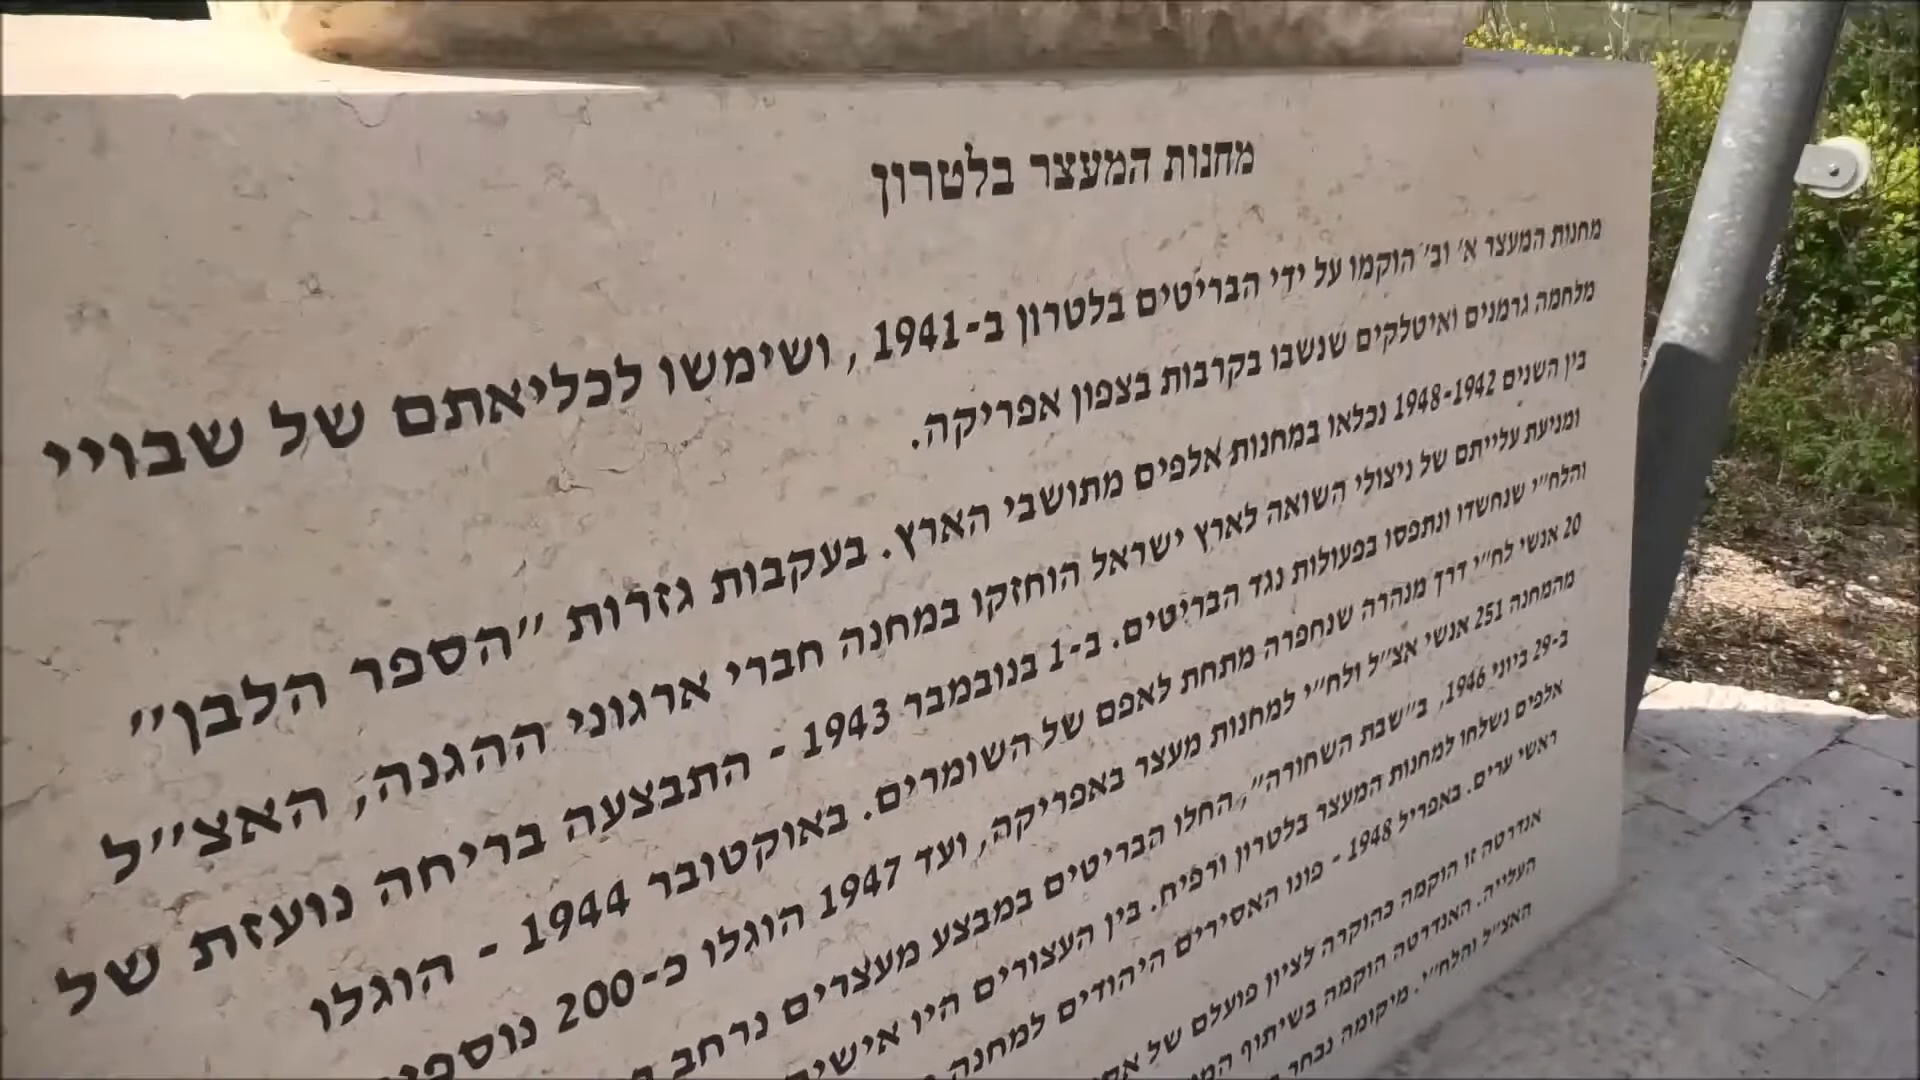 מחנות המעצר בלטרון
מחנות המעצר א' וב' הוקמו על ידי הבריטים בלטרון ב-1941, ושימשו לכליאתם של שבויי
מלחמה גרמנים ואיטלקים שנשבו בקרבות בצפון אפריקה.
בין השנים 1948-1942 נכלאו במחנות אלפים מתושבי הארץ. בעקבות גזרות "הספר הלבן"
ומניעת עלייתם של ניצולי השואה לארץ ישראל הוחזקו במחנה חברי ארגוני ההגנה, האצ"ל
והלח"י שנחשדו ונתפסו בפעולות נגד הבריטים. ב-1 בנובמבר 1943 - התבצעה בריחה נועזת של
20 אנשי לח"י דרך מנהרה שנחפרה מתחת לאפם של השומרים. באוקטובר 1944 - הוגלו
מהמחנה 251 אנשי אצ"ל ולח"י למחנות מעצר באפריקה, ועד 1947 הוגלו כ-200
ב-29 ביוני 1946, ב"שבת השחורה", החלו הבריטים במבצע מעצרים נרחב
אלפים נשלחו למחנות המעצר בלטרון ורפיח. בין העצורים היו
ראשי ערים. באפריל 1948 - פונו האסירים היהודים למחנה
אנדרטה זו הוקמה כהוקרה לציון פועלם של
העלייה. האנדרטה הוקמה בשיתוף
האצ"ל והלח"י. מיקומה נבחר